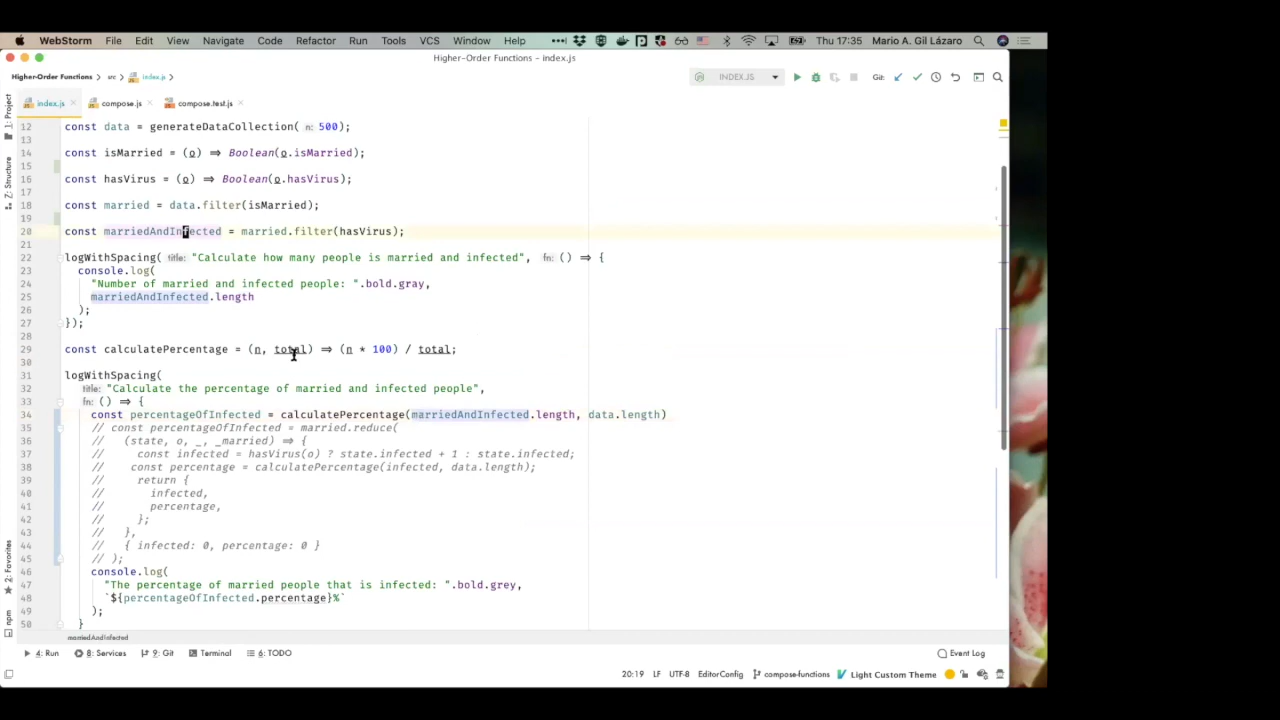 WebStorm File Edit View Navigate Code Refactor Run Tools VCS Window Help Thu 17:35 Mario A. Gil Lázaro
Higher-Order Functions - index.js
Higher-Order Functions src index.js INDEX.JS Git:
index.js compose.js compose.test.js
1: Project
Z: Structure
2: Favorites
npm
12 const data = generateDataCollection( n: 500);
13
14 const isMarried = (o) ⇒ Boolean(o.isMarried);
15
16 const hasVirus = (o) ⇒ Boolean(o.hasVirus);
17
18 const married = data.filter(isMarried);
19
20 const marriedAndInfected = married.filter(hasVirus);
21
22 logWithSpacing( title: "Calculate how many people is married and infected", fn: () ⇒ {
23 console.log(
24 "Number of married and infected people: ".bold.gray,
25 marriedAndInfected.length
26 );
27 });
28
29 const calculatePercentage = (n, total) ⇒ (n * 100) / total;
30
31 logWithSpacing(
32 title: "Calculate the percentage of married and infected people",
33 fn: () ⇒ {
34 const percentageOfInfected = calculatePercentage(marriedAndInfected.length, data.length)
35 // const percentageOfInfected = married.reduce(
36 // (state, o, _, _married) ⇒ {
37 // const infected = hasVirus(o) ? state.infected + 1 : state.infected;
38 // const percentage = calculatePercentage(infected, data.length);
39 // return {
40 // infected,
41 // percentage,
42 // };
43 // },
44 // { infected: 0, percentage: 0 }
45 // );
46 console.log(
47 "The percentage of married people that is infected: ".bold.grey,
48 `${percentageOfInfected.percentage}%`
49 );
50 }
marriedAndInfected
4: Run 8: Services 9: Git Terminal 6: TODO Event Log
20:19 LF UTF-8 EditorConfig compose-functions Light Custom Theme